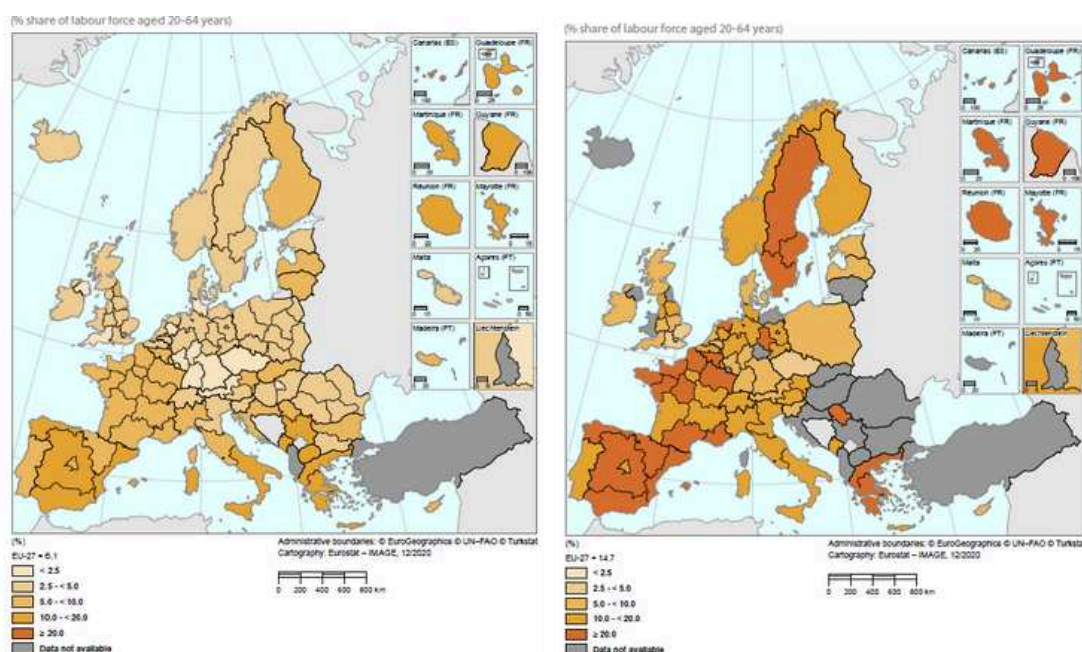 (% share of labour force aged 20–64 years)
Canarias (ES)
Guadeloupe (FR)
Martinique (FR)
Guyane (FR)
Réunion (FR)
Mayotte (FR)
Malta
Açores (PT)
Madeira (PT)
Liechtenstein
Administrative boundaries: © EuroGeographics © UN–FAO © Turkstat
Cartography: Eurostat – IMAGE, 12/2020
0 200 400 600 800 km
(%)
EU-27 = 6.1
< 2.5
2.5 - < 5.0
5.0 - < 10.0
10.0 - < 20.0
≥ 20.0
Data not available
(% share of labour force aged 20–64 years)
Canarias (ES)
Guadeloupe (FR)
Martinique (FR)
Guyane (FR)
Réunion (FR)
Mayotte (FR)
Malta
Açores (PT)
Madeira (PT)
Liechtenstein
Administrative boundaries: © EuroGeographics © UN–FAO © Turkstat
Cartography: Eurostat – IMAGE, 12/2020
0 200 400 600 800 km
(%)
EU-27 = 14.7
< 2.5
2.5 - < 5.0
5.0 - < 10.0
10.0 - < 20.0
≥ 20.0
Data not available